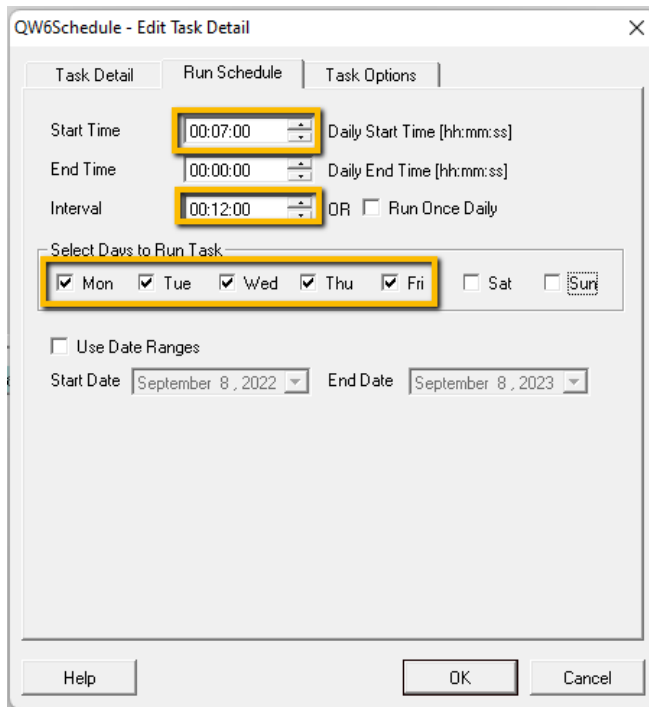 QW6Schedule - Edit Task Detail
Task Detail Run Schedule Task Options
Start Time 00:07:00 Daily Start Time [hh:mm:ss]
End Time 00:00:00 Daily End Time [hh:mm:ss]
Interval 00:12:00 OR Run Once Daily
Select Days to Run Task
Mon Tue Wed Thu Fri Sat Sun
Use Date Ranges
Start Date September 8 , 2022 End Date September 8 , 2023
Help OK Cancel